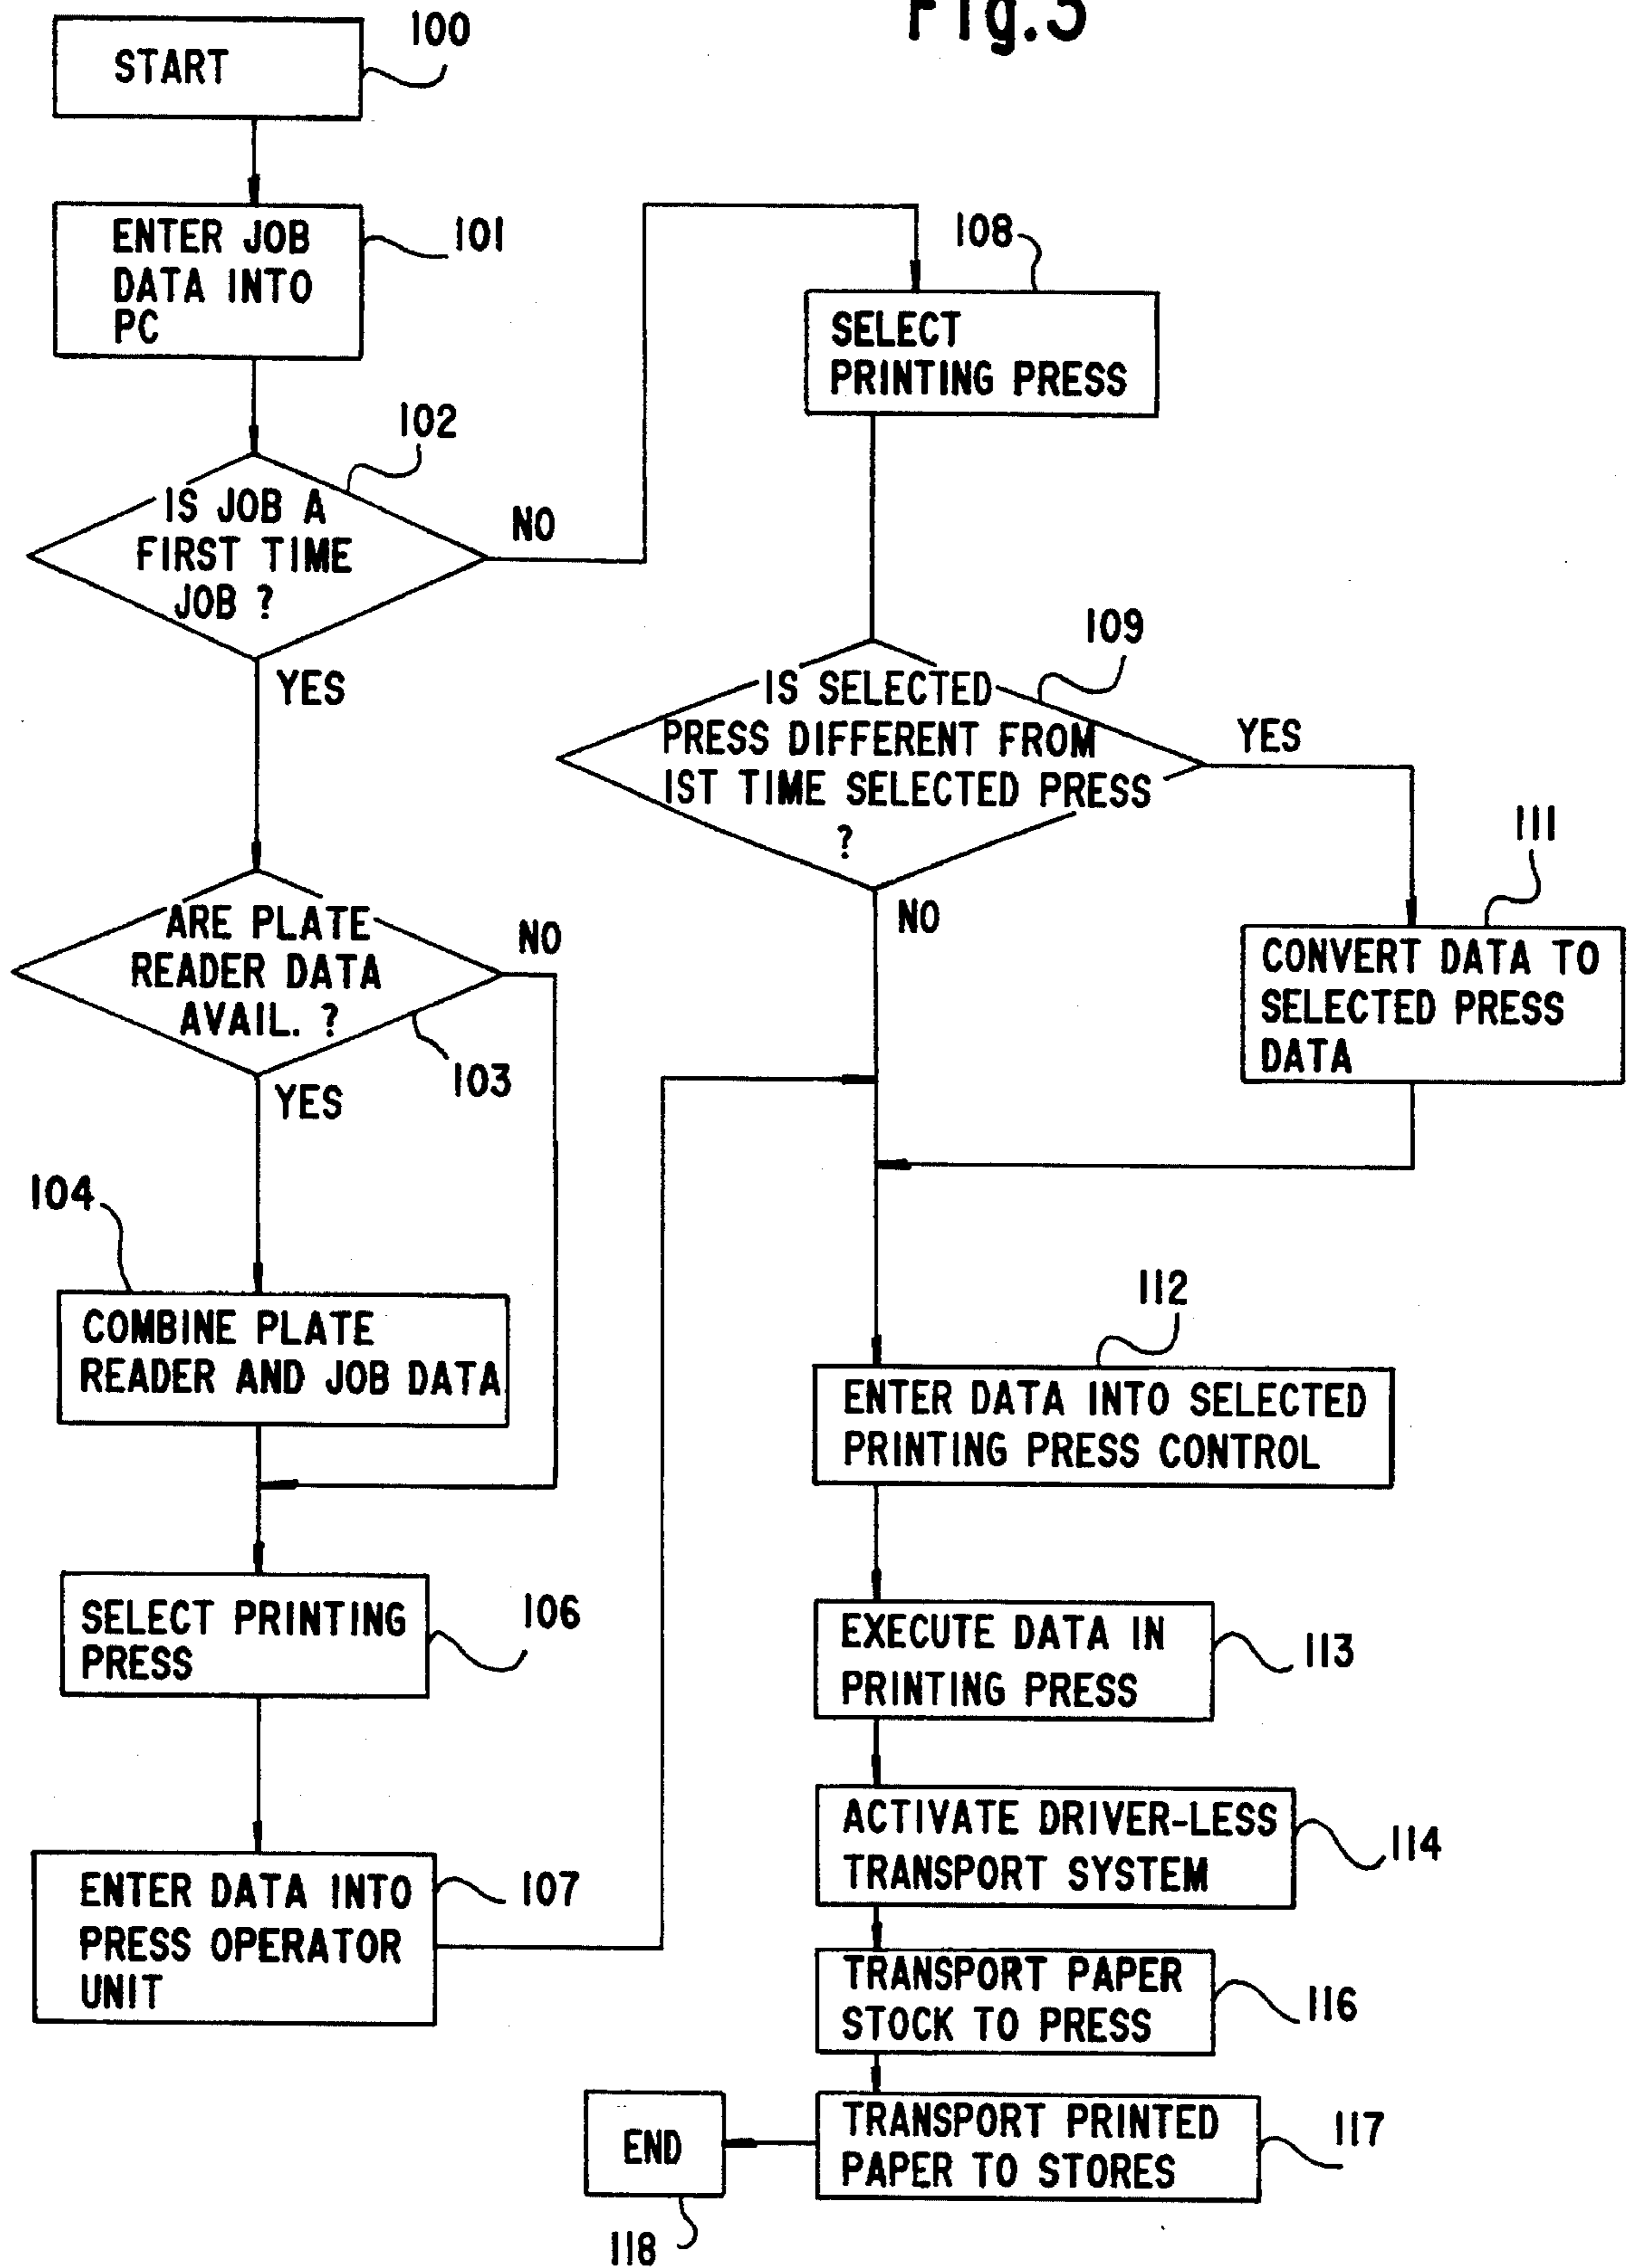 Fig.3
START
100
ENTER JOB
DATA INTO
PC
101
IS JOB A
FIRST TIME
JOB ?
102
NO
YES
ARE PLATE
READER DATA
AVAIL. ?
103
NO
YES
104
COMBINE PLATE
READER AND JOB DATA
SELECT PRINTING
PRESS
106
ENTER DATA INTO
PRESS OPERATOR
UNIT
107
108
SELECT
PRINTING PRESS
109
IS SELECTED
PRESS DIFFERENT FROM
IST TIME SELECTED PRESS
?
YES
NO
111
CONVERT DATA TO
SELECTED PRESS
DATA
112
ENTER DATA INTO SELECTED
PRINTING PRESS CONTROL
EXECUTE DATA IN
PRINTING PRESS
113
ACTIVATE DRIVER-LESS
TRANSPORT SYSTEM
114
TRANSPORT PAPER
STOCK TO PRESS
116
TRANSPORT PRINTED
PAPER TO STORES
117
END
118